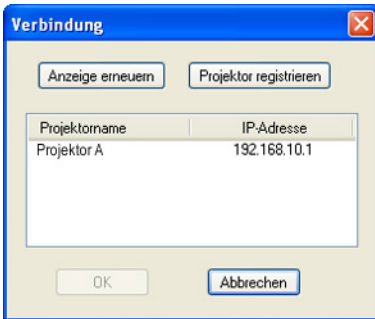 Verbindung
Anzeige erneuern Projektor registrieren
Projektorname IP-Adresse
Projektor A 192.168.10.1
OK Abbrechen